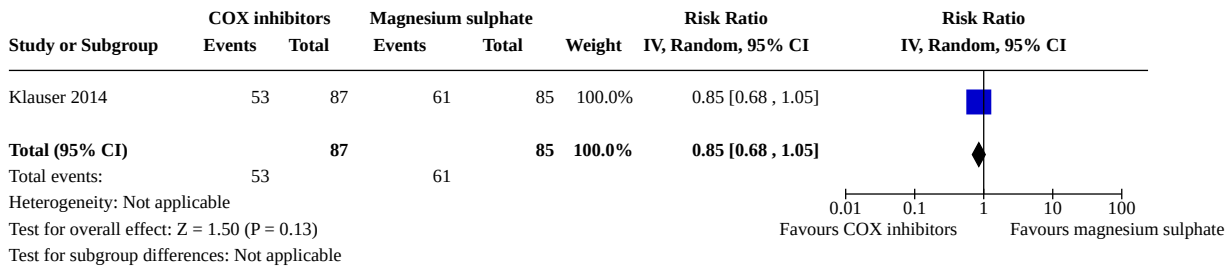 COX inhibitors Magnesium sulphate Risk Ratio Risk Ratio
Study or Subgroup Events Total Events Total Weight IV, Random, 95% CI IV, Random, 95% CI
Klauser 2014 53 87 61 85 100.0% 0.85 [0.68 , 1.05]
Total (95% CI) 87 85 100.0% 0.85 [0.68 , 1.05]
Total events: 53 61
Heterogeneity: Not applicable
0.01 0.1 1 10 100
Test for overall effect: Z = 1.50 (P = 0.13) Favours COX inhibitors Favours magnesium sulphate
Test for subgroup differences: Not applicable